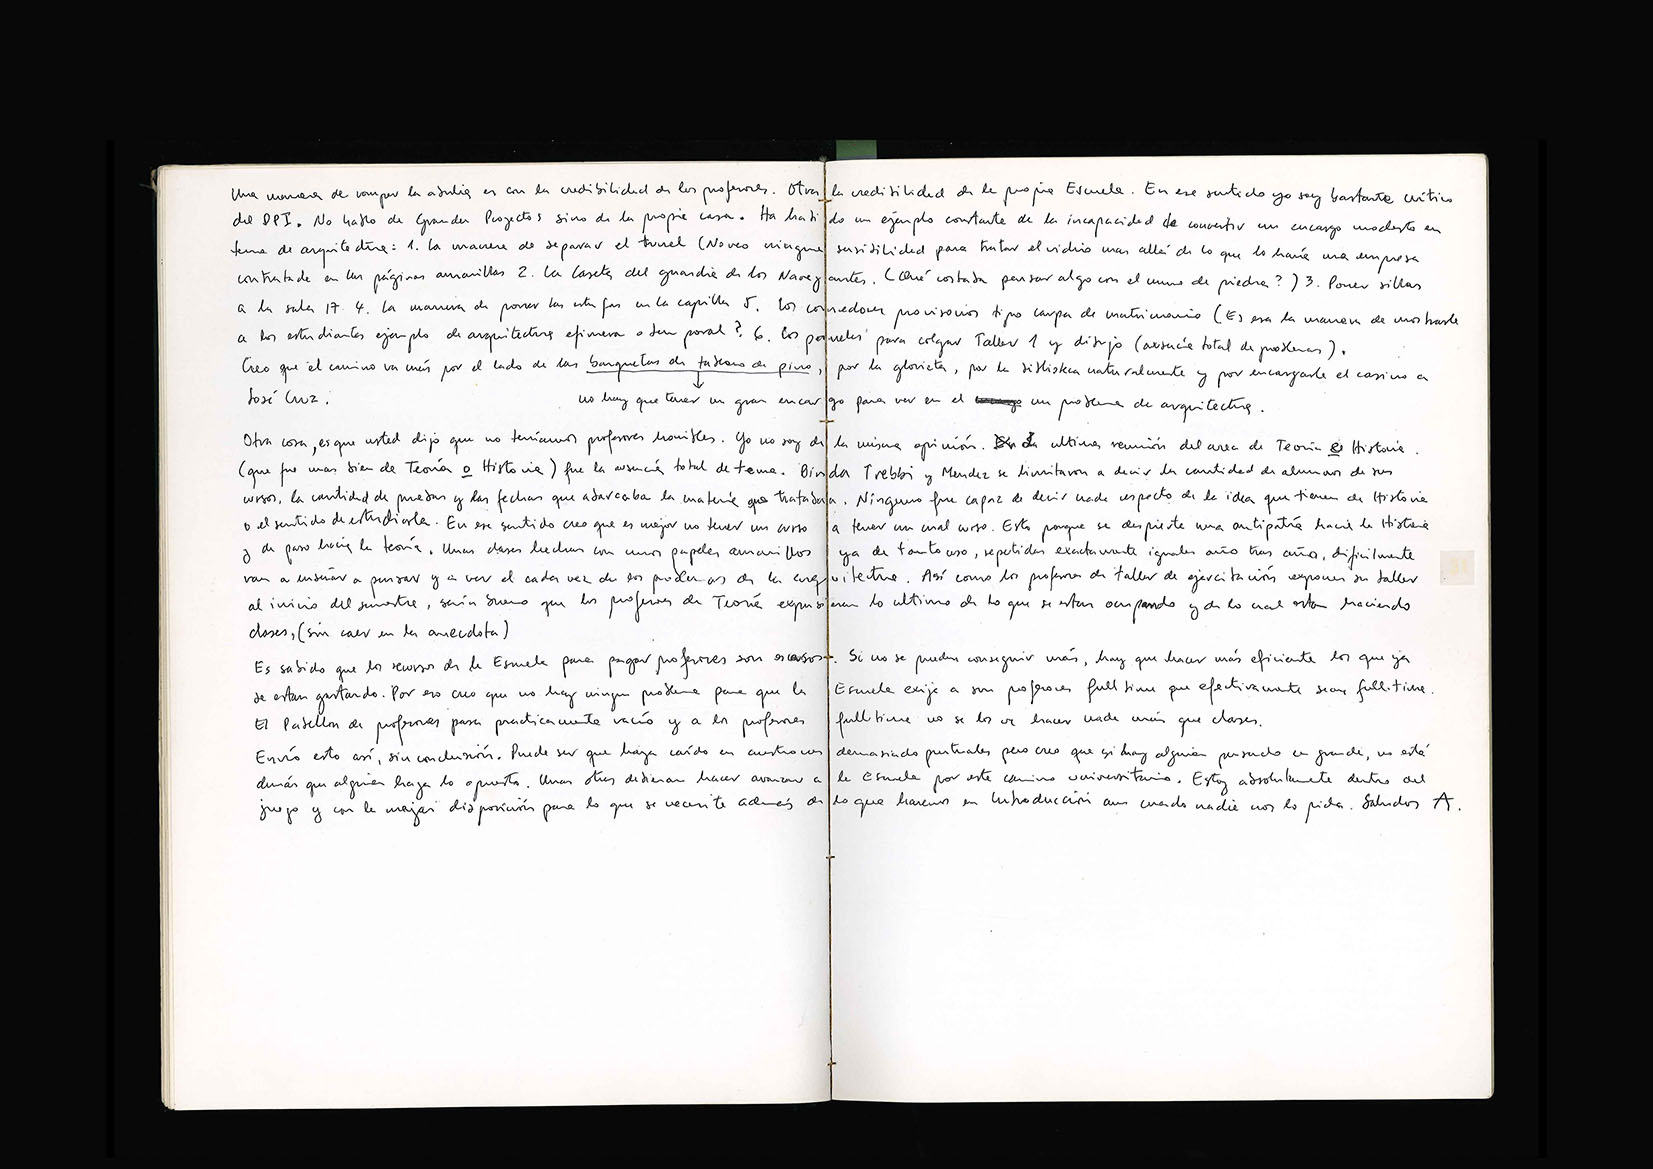 Una manera de romper la abulia es con la credibilidad de los profesores. Otra, la credibilidad de la propia Escuela. En ese sentido yo soy bastante crítico
del DPI. No hablo de Grandes Proyectos sino de la propia casa. Ha habido un ejemplo constante de la incapacidad de convertir un encargo modesto en
tema de arquitectura: 1. la manera de separar el tunel (No veo ninguna sensibilidad para tratar el vidrio mas allá de lo que lo haría una empresa
contratada en las páginas amarillas 2. La Caseta del guardia de los Navegantes. (Qué costaba pensar algo con el muro de piedra?) 3. Poner sillas
a la sala 17 4. La manera de poner las estufas en la capilla 5. Los comedores provisorios tipo carpa de matrimonio (Es esa la manera de mostrarle
a los estudiantes ejemplo de arquitectura efimera o temporal? 6. los paneles para colgar Taller 1 y dibujo (ausencia total de problemas).
Creo que el camino va más por el lado de las banquetas de tablero de pino, por la glorieta, por la biblioteca naturalmente y por encargarle el casino a
José Cruz.
no hay que tener un gran encargo para ver en el un problema de arquitectura.
Otra cosa, es que usted dijo que no teníamos profesores horribles. Yo no soy de la misma opinión. La ultima reunión del area de Teoría e Historia.
(que fue mas bien de Teoría o Historia) fue la ausencia total de tema. Trebbi y Mendez se limitaron a decir la cantidad de alumnos de sus
cursos, la cantidad de pruebas y las fechas que abarcaba la materia que trataban. Ninguno fue capaz de decir nada respecto de la idea que tienen de Historia
o el sentido de estudiarla. En ese sentido creo que es mejor no tener un curso a tener un mal curso. Esto porque se despierta una antipatía hacia la Historia
y de paso hacia la teoría. Unas clases hechas con unos papeles amarillos ya de tanto uso, repetidas exactamente iguales año tras año, dificilmente
van a enseñar a pensar y a ver el cada vez de los problemas de la arquitectura. Así como los profesores de taller de ejercitación exponen su taller
al inicio del semestre, sería bueno que los profesores de Teoría expusieran lo ultimo de lo que se estan ocupando y de lo cual estan haciendo
clases, (sin caer en la anecdota)
Es sabido que los recursos de la Escuela para pagar profesores son escasos. Si no se pueden conseguir más, hay que hacer más eficiente los que ya
se estan gastando. Por eso creo que no hay ningun problema para que la Escuela exija a sus profesores full time que efectivamente sean full-time.
El Pabellon de profesores pasa practicamente vacío y a los profesores full time no se los ve hacer nada más que clases.
Envío esto así, sin conclusión. Puede ser que haya caído en cuestiones demasiado puntuales pero creo que si hay alguien pensando en grande, no está
demás que alguien haga lo opuesto. Unas otras debieran hacer avanzar a la Escuela por este camino universitario. Estoy absolutamente dentro del
juego y con la mejor disposición para lo que se necesite además de lo que haremos en Introducción aun cuando nadie nos lo pida. Saludos A.